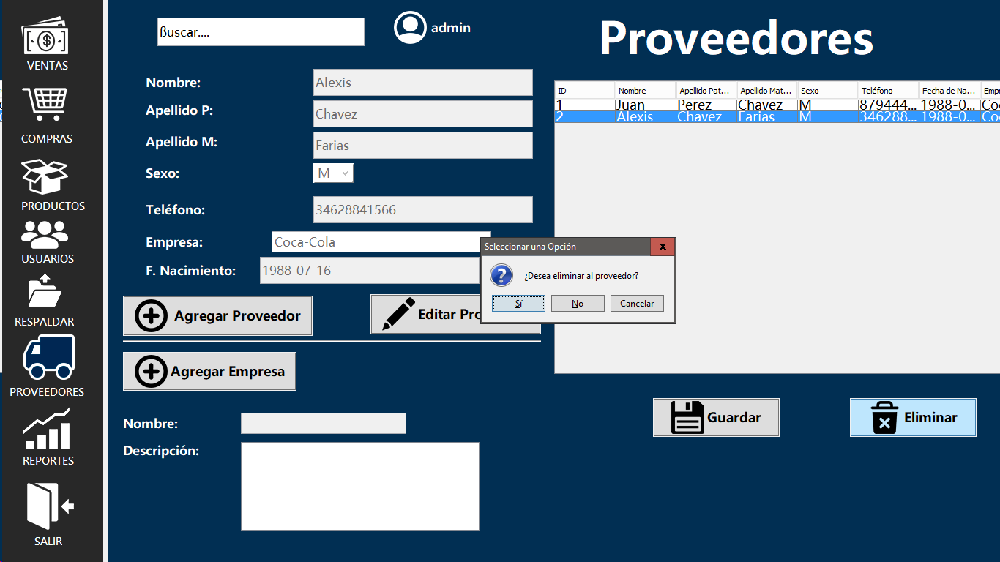 VENTAS
COMPRAS
PRODUCTOS
USUARIOS
RESPALDAR
PROVEEDORES
REPORTES
SALIR
Buscar....
admin
Proveedores
Nombre: Alexis
Apellido P: Chavez
Apellido M: Farias
Sexo: M
Teléfono: 34628841566
Empresa: Coca-Cola
F. Nacimiento: 1988-07-16
Agregar Proveedor
Editar Pro
Agregar Empresa
Nombre:
Descripción:
ID Nombre Apellido Pat... Apellido Mat... Sexo Teléfono Fecha de Na... Empr
1 Juan Perez Chavez M 879444... 1988-0... Coc
2 Alexis Chavez Farias M 346288... 1988-0... Coc
Seleccionar una Opción
¿Desea eliminar al proveedor?
Sí No Cancelar
Guardar
Eliminar